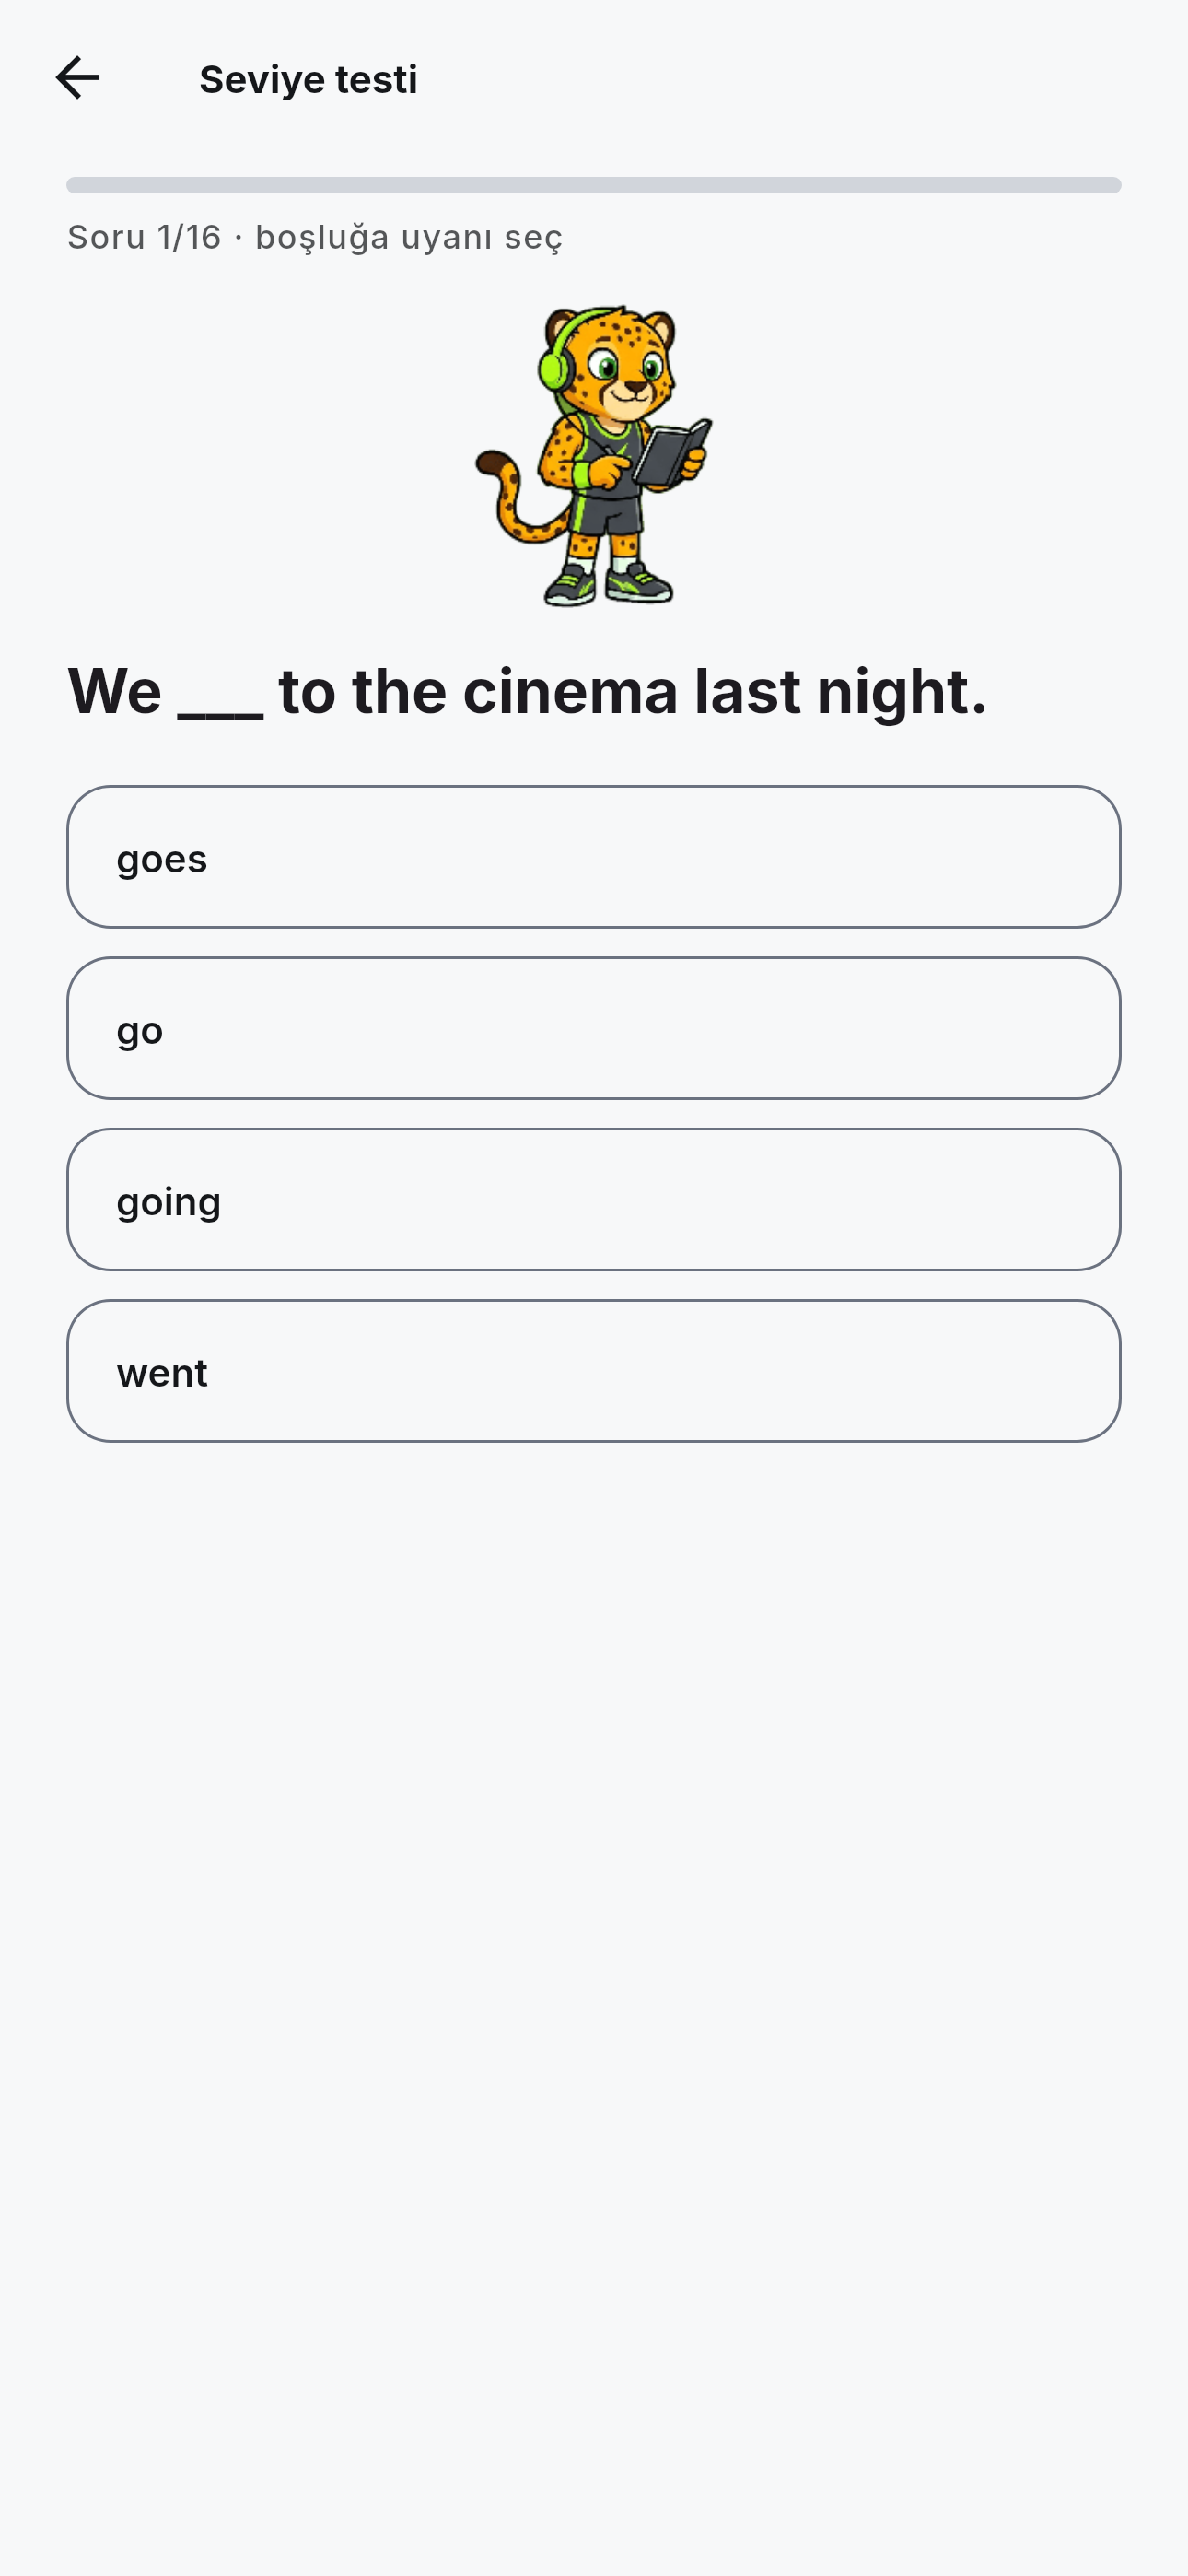 Seviye testi
Soru 1/16 · boşluğa uyanı seç
We ___ to the cinema last night.
goes
go
going
went